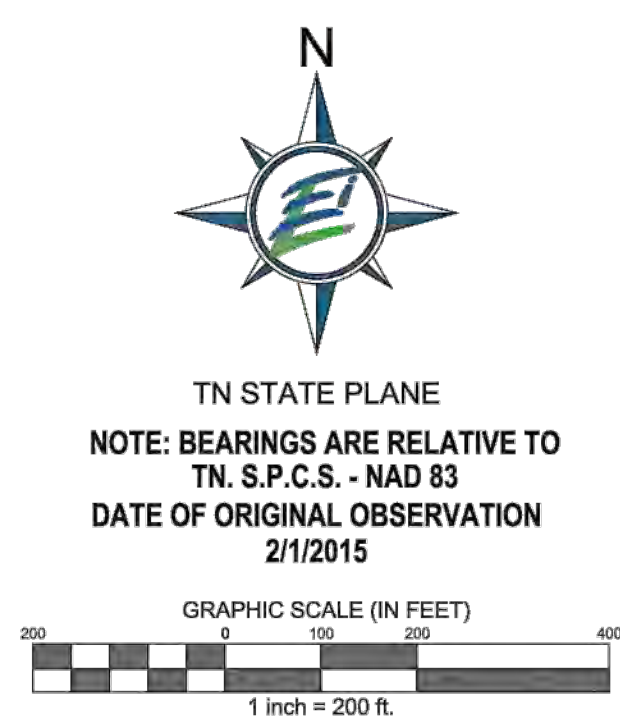 N
Ei
TN STATE PLANE
NOTE: BEARINGS ARE RELATIVE TO
TN. S.P.C.S. - NAD 83
DATE OF ORIGINAL OBSERVATION
2/1/2015
GRAPHIC SCALE (IN FEET)
200 0 100 200 400
1 inch = 200 ft.